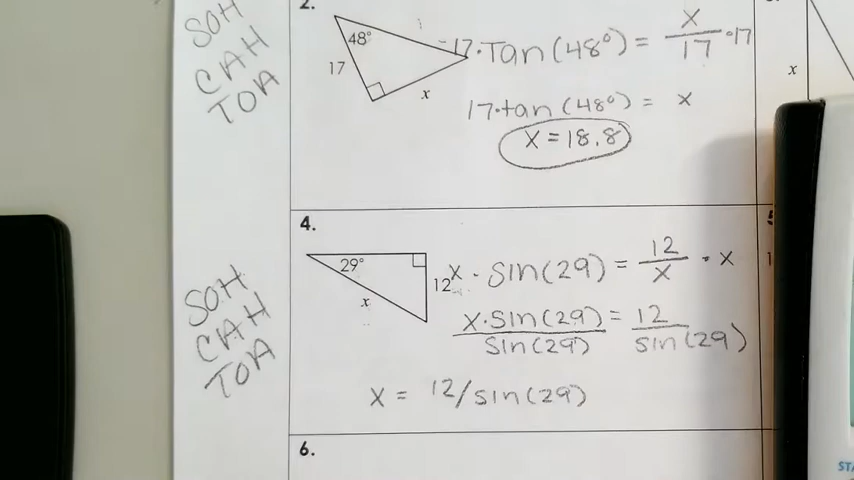 SOH
CAH
TOA
2.
48°
17
x
17·Tan(48°) = x/17 ·17
17·tan(48°) = x
x = 18.8
x
4.
SOH
CAH
TOA
29°
12
x
x · sin(29) = 12/x · x
x·sin(29)/sin(29) = 12/sin(29)
x = 12/sin(29)
6.